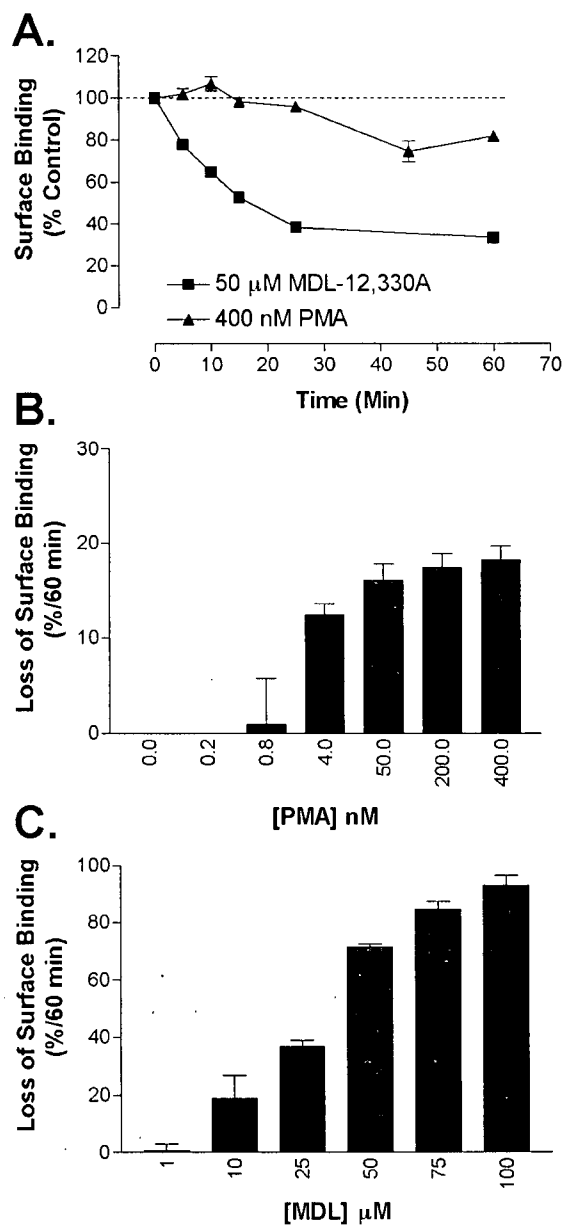 A.
Surface Binding
(% Control)
120
100
80
60
40
20
0
50 μM MDL-12,330A
400 nM PMA
0 10 20 30 40 50 60 70
Time (Min)
B.
Loss of Surface Binding
(%/60 min)
30
20
10
0
0.0 0.2 0.8 4.0 50.0 200.0 400.0
[PMA] nM
C.
Loss of Surface Binding
(%/60 min)
100
80
60
40
20
0
1 10 25 50 75 100
[MDL] μM